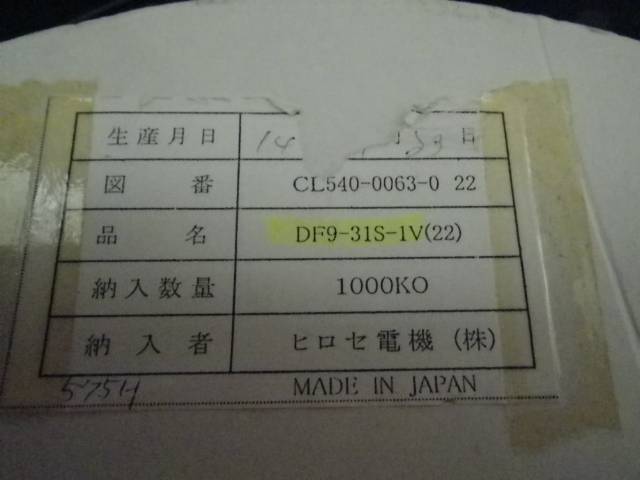 生産月日 14 月 日
図番 CL540-0063-0 22
品名 DF9-31S-1V(22)
納入数量 1000KO
納入者 ヒロセ電機(株)
5754 MADE IN JAPAN